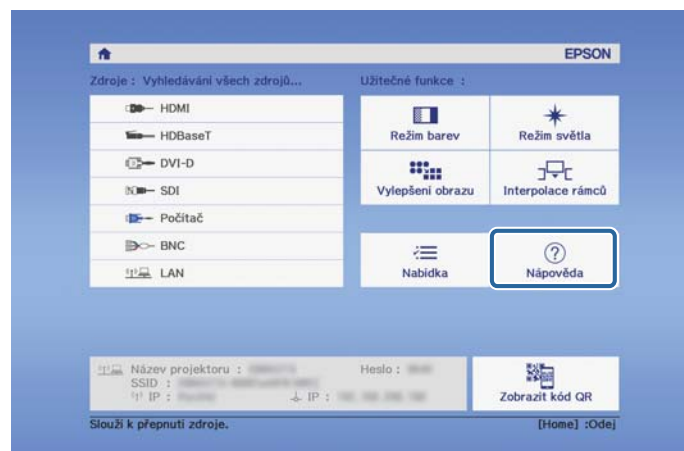 EPSON
Zdroje : Vyhledávání všech zdrojů...
Užitečné funkce :
HDMI
HDBaseT
DVI-D
SDI
Počítač
BNC
LAN
Režim barev
Režim světla
Vylepšení obrazu
Interpolace rámců
Nabídka
Nápověda
Název projektoru :
Heslo :
SSID :
IP :
IP :
Zobrazit kód QR
Slouží k přepnutí zdroje.
[Home] :Odej